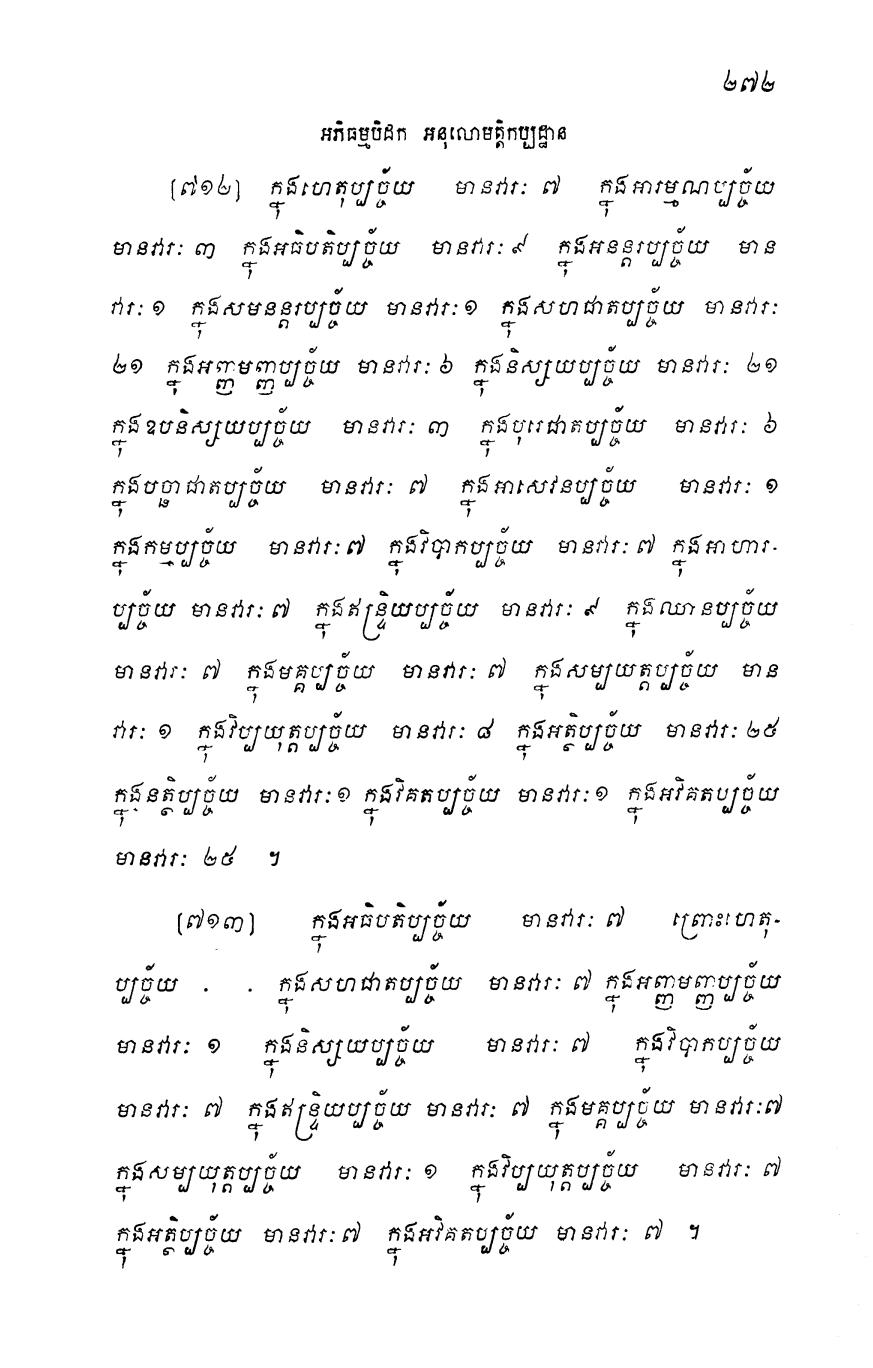 ២៧២
អភិធម្មបិដក អនុលោមត្តិកប្បដ្ឋាន
[៧១២] ក្នុងហេតុប្បច្ច័យ មានវារៈ ៧ ក្នុងអារម្មណប្បច្ច័យ
មានវារៈ ៣ ក្នុងអធិបតិប្បច្ច័យ មានវារៈ ៩ ក្នុងអនន្តរប្បច្ច័យ មាន
វារៈ ១ ក្នុងសមនន្តរប្បច្ច័យ មានវារៈ ១ ក្នុងសហជាតប្បច្ច័យ មានវារៈ
២១ ក្នុងអញ្ញមញ្ញប្បច្ច័យ មានវារៈ ៦ ក្នុងនិស្សយប្បច្ច័យ មានវារៈ ២១
ក្នុងឧបនិស្សយប្បច្ច័យ មានវារៈ ៣ ក្នុងបុរេជាតប្បច្ច័យ មានវារៈ ៦
ក្នុងបច្ឆាជាតប្បច្ច័យ មានវារៈ ៧ ក្នុងអាសេវនប្បច្ច័យ មានវារៈ ១
ក្នុងកម្មប្បច្ច័យ មានវារៈ ៧ ក្នុងវិបាកប្បច្ច័យ មានវារៈ ៧ ក្នុងអាហារ-
ប្បច្ច័យ មានវារៈ ៧ ក្នុងឥន្ទ្រិយប្បច្ច័យ មានវារៈ ៩ ក្នុងឈានប្បច្ច័យ
មានវារៈ ៧ ក្នុងមគ្គប្បច្ច័យ មានវារៈ ៧ ក្នុងសម្បយុត្តប្បច្ច័យ មាន
វារៈ ១ ក្នុងវិប្បយុត្តប្បច្ច័យ មានវារៈ ៨ ក្នុងអត្ថិប្បច្ច័យ មានវារៈ ២៥
ក្នុងនត្ថិប្បច្ច័យ មានវារៈ ១ ក្នុងវិគតប្បច្ច័យ មានវារៈ ១ ក្នុងអវិគតប្បច្ច័យ
មានវារៈ ២៥ ។
[៧១៣] ក្នុងអធិបតិប្បច្ច័យ មានវារៈ ៧ ព្រោះហេតុ-
ប្បច្ច័យ . . ក្នុងសហជាតប្បច្ច័យ មានវារៈ ៧ ក្នុងអញ្ញមញ្ញប្បច្ច័យ
មានវារៈ ១ ក្នុងនិស្សយប្បច្ច័យ មានវារៈ ៧ ក្នុងវិបាកប្បច្ច័យ
មានវារៈ ៧ ក្នុងឥន្ទ្រិយប្បច្ច័យ មានវារៈ ៧ ក្នុងមគ្គប្បច្ច័យ មានវារៈ ៧
ក្នុងសម្បយុត្តប្បច្ច័យ មានវារៈ ១ ក្នុងវិប្បយុត្តប្បច្ច័យ មានវារៈ ៧
ក្នុងអត្ថិប្បច្ច័យ មានវារៈ ៧ ក្នុងអវិគតប្បច្ច័យ មានវារៈ ៧ ។